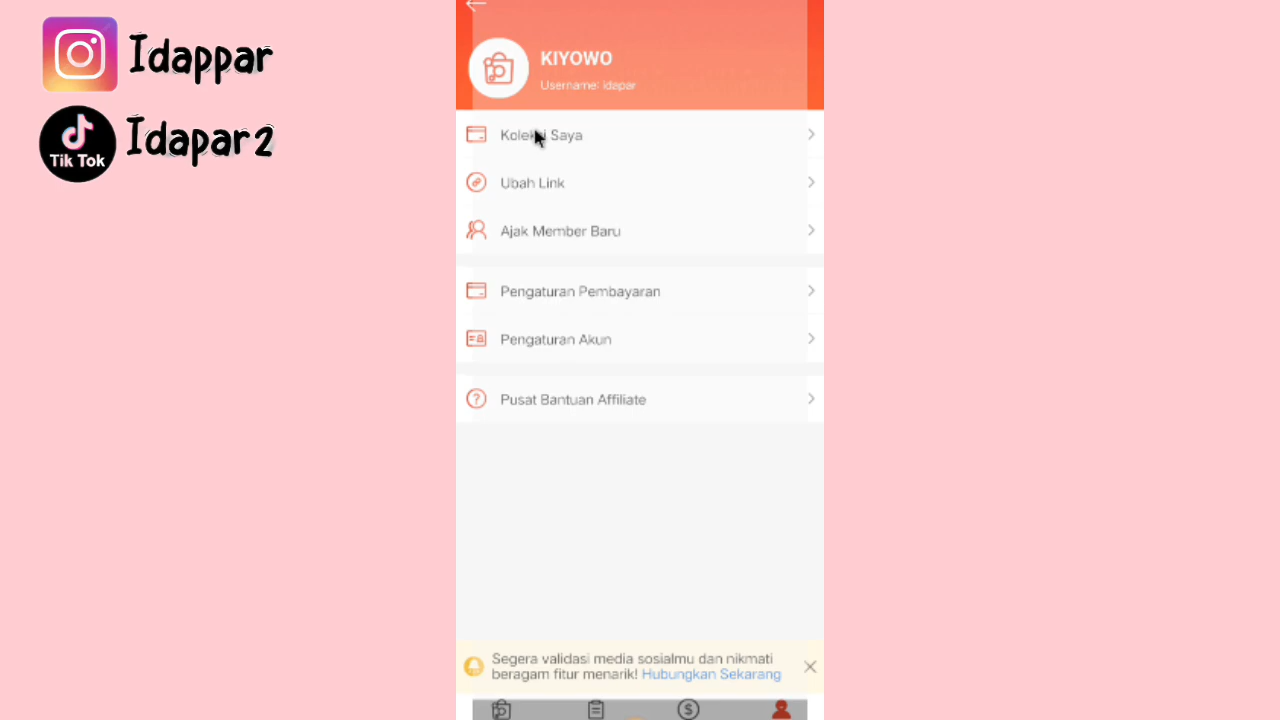 Idappar
Tik Tok
Idapar2
KIYOWO
Username: idapar
Koleksi Saya
Ubah Link
Ajak Member Baru
Pengaturan Pembayaran
Pengaturan Akun
Pusat Bantuan Affiliate
Segera validasi media sosialmu dan nikmati
beragam fitur menarik! Hubungkan Sekarang